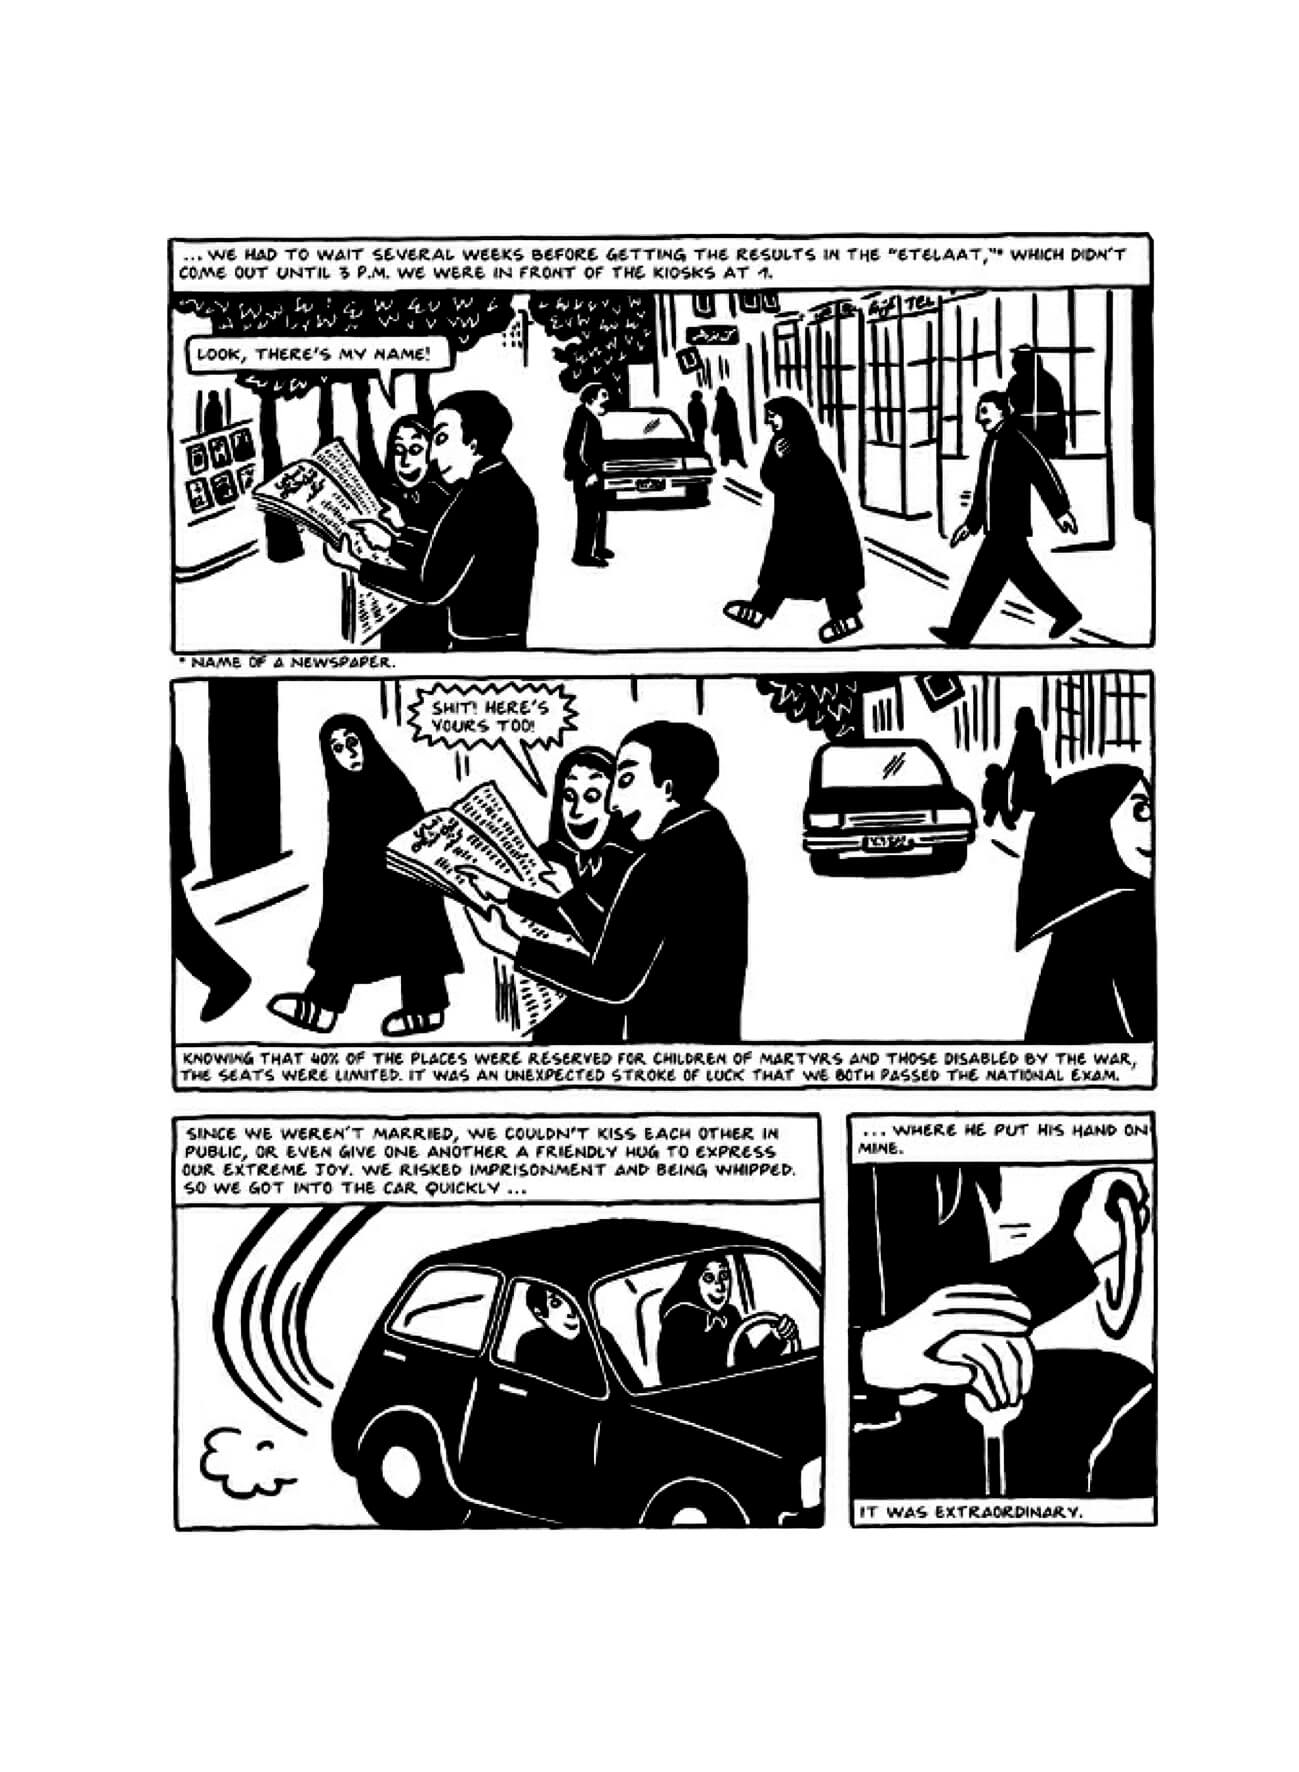 ... WE HAD TO WAIT SEVERAL WEEKS BEFORE GETTING THE RESULTS IN THE "ETELAAT,"* WHICH DIDN'T
COME OUT UNTIL 3 P.M. WE WERE IN FRONT OF THE KIOSKS AT 1.
LOOK, THERE'S MY NAME!
TEL
* NAME OF A NEWSPAPER.
SHIT! HERE'S
YOURS TOO!
KNOWING THAT 40% OF THE PLACES WERE RESERVED FOR CHILDREN OF MARTYRS AND THOSE DISABLED BY THE WAR,
THE SEATS WERE LIMITED. IT WAS AN UNEXPECTED STROKE OF LUCK THAT WE BOTH PASSED THE NATIONAL EXAM.
SINCE WE WEREN'T MARRIED, WE COULDN'T KISS EACH OTHER IN
PUBLIC, OR EVEN GIVE ONE ANOTHER A FRIENDLY HUG TO EXPRESS
OUR EXTREME JOY. WE RISKED IMPRISONMENT AND BEING WHIPPED.
SO WE GOT INTO THE CAR QUICKLY ...
... WHERE HE PUT HIS HAND ON
MINE.
IT WAS EXTRAORDINARY.